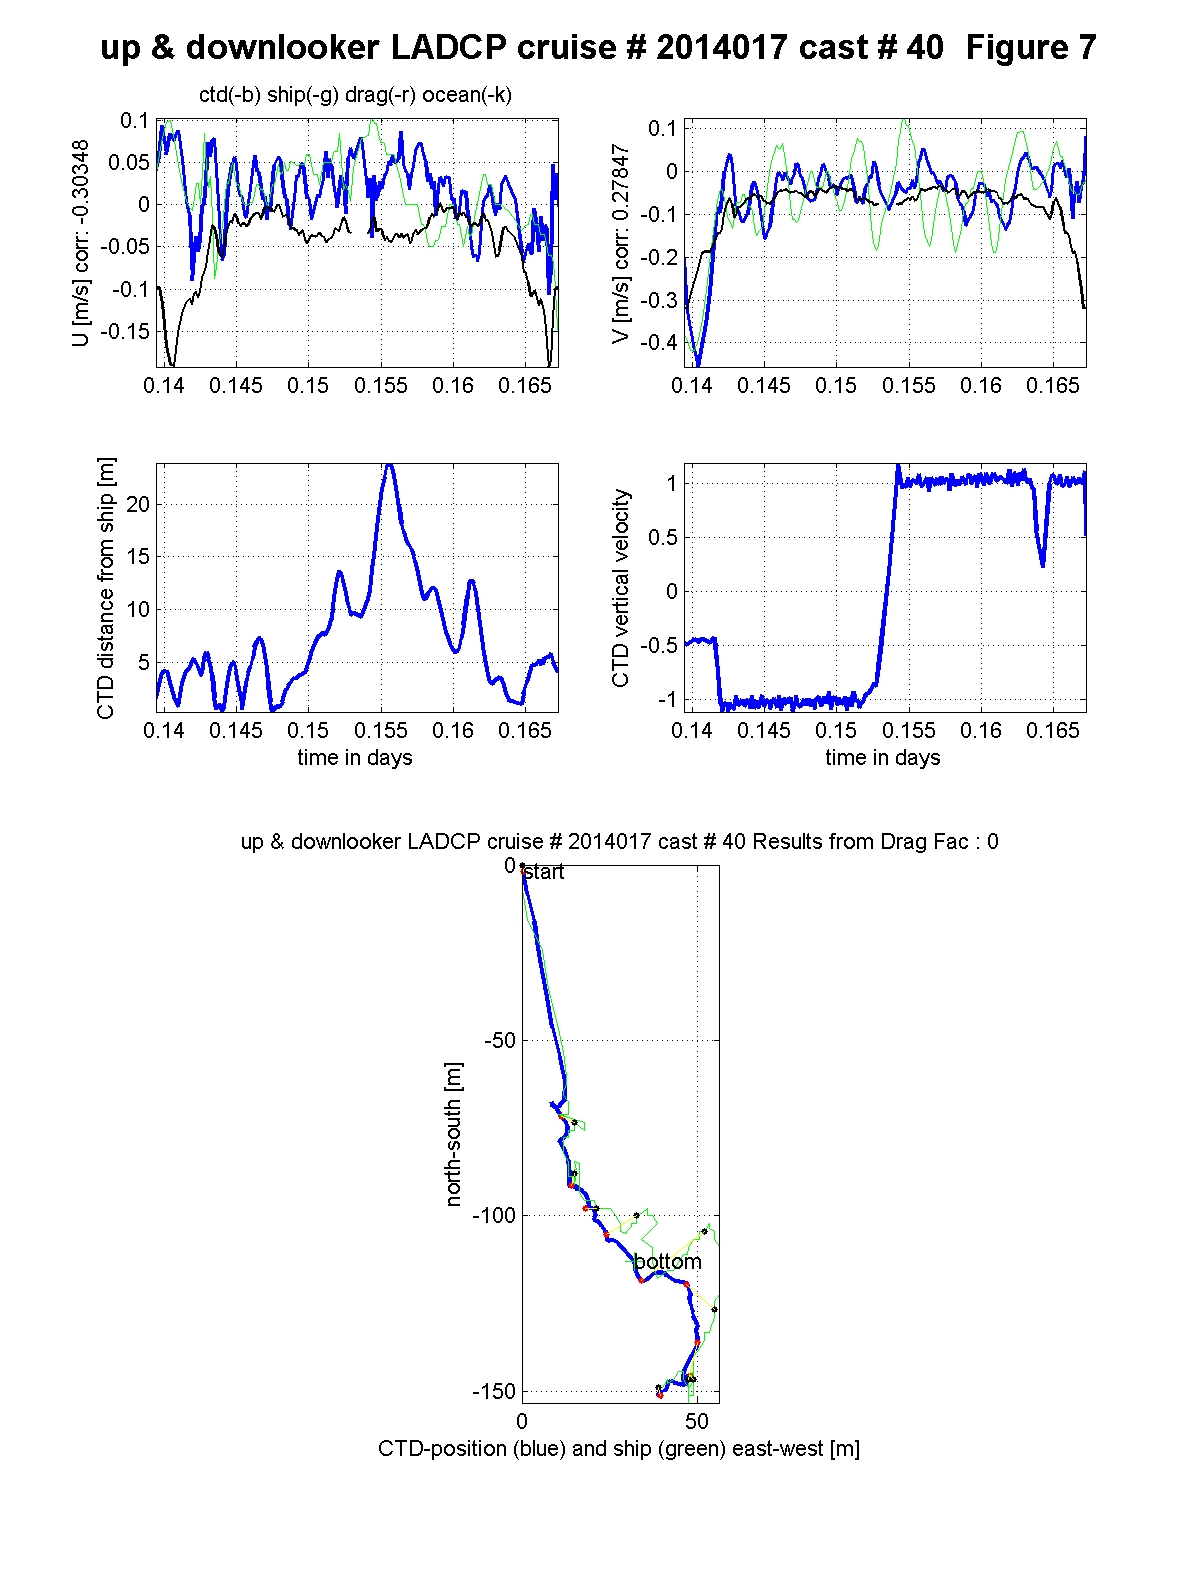 up & downlooker LADCP cruise # 2014017 cast # 40  Figure 7
ctd(-b) ship(-g) drag(-r) ocean(-k)
U [m/s] corr: -0.30348
0.1
0.05
0
-0.05
-0.1
-0.15
0.14 0.145 0.15 0.155 0.16 0.165
V [m/s] corr: 0.27847
0.1
0
-0.1
-0.2
-0.3
-0.4
0.14 0.145 0.15 0.155 0.16 0.165
CTD distance from ship [m]
20
15
10
5
0.14 0.145 0.15 0.155 0.16 0.165
time in days
CTD vertical velocity
1
0.5
0
-0.5
-1
0.14 0.145 0.15 0.155 0.16 0.165
time in days
up & downlooker LADCP cruise # 2014017 cast # 40 Results from Drag Fac : 0
north-south [m]
0
start
-50
-100
bottom
-150
0 50
CTD-position (blue) and ship (green) east-west [m]